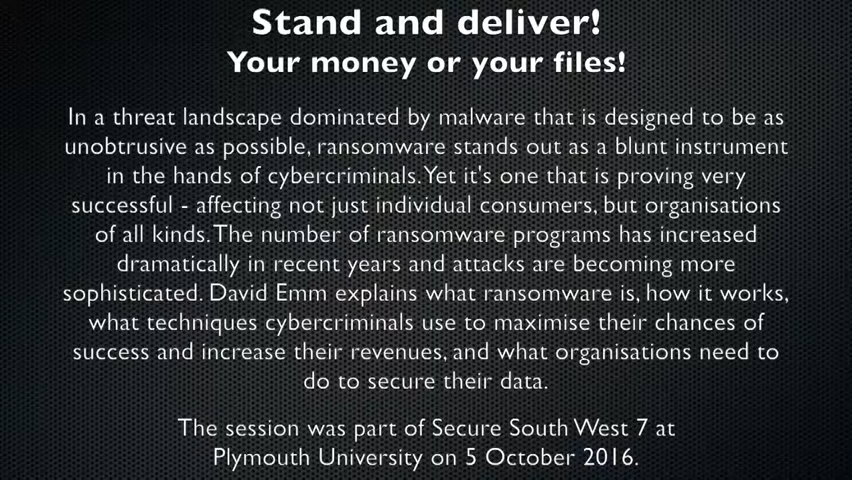 Stand and deliver!
Your money or your files!
In a threat landscape dominated by malware that is designed to be as
unobtrusive as possible, ransomware stands out as a blunt instrument
in the hands of cybercriminals. Yet it's one that is proving very
successful - affecting not just individual consumers, but organisations
of all kinds. The number of ransomware programs has increased
dramatically in recent years and attacks are becoming more
sophisticated. David Emm explains what ransomware is, how it works,
what techniques cybercriminals use to maximise their chances of
success and increase their revenues, and what organisations need to
do to secure their data.
The session was part of Secure South West 7 at
Plymouth University on 5 October 2016.